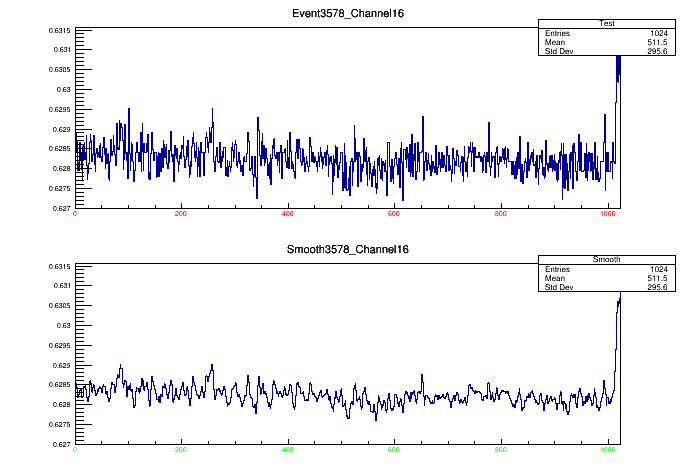 Event3578_Channel16
Test
Entries 1024
Mean 511.5
Std Dev 295.6
0.6315
0.631
0.6305
0.63
0.6295
0.629
0.6285
0.628
0.6275
0.627
0 200 400 600 800 1000
Smooth3578_Channel16
Smooth
Entries 1024
Mean 511.5
Std Dev 295.6
0.6315
0.631
0.6305
0.63
0.6295
0.629
0.6285
0.628
0.6275
0.627
0 200 400 600 800 1000